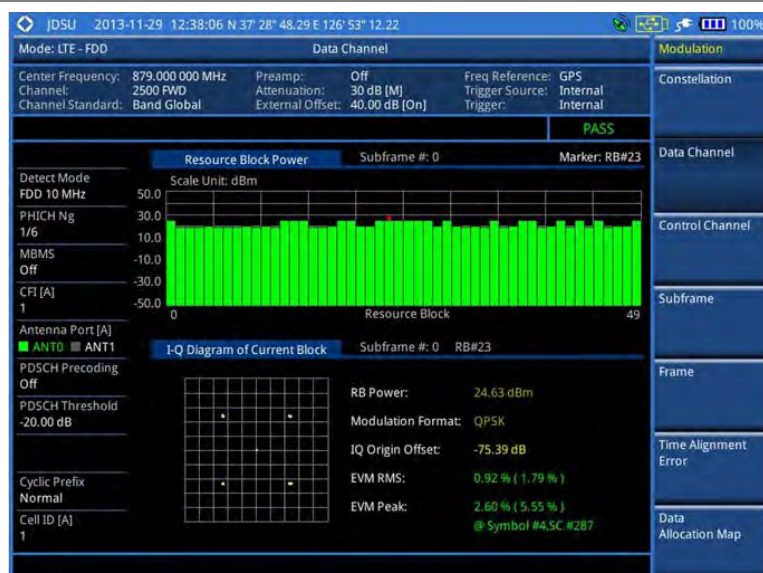 JDSU 2013-11-29 12:38:06 N 37° 28" 48.29 E 126° 53" 12.22 100%
Mode: LTE - FDD Data Channel
Modulation
Center Frequency: 879.000 000 MHz Preamp: Off Freq Reference: GPS
Channel: 2500 FWD Attenuation: 30 dB [M] Trigger Source: Internal
Channel Standard: Band Global External Offset: 40.00 dB [On] Trigger: Internal
PASS
Resource Block Power Subframe #: 0 Marker: RB#23
Scale Unit: dBm
50.0
30.0
10.0
-10.0
-30.0
-50.0
0 Resource Block 49
Detect Mode
FDD 10 MHz
PHICH Ng
1/6
MBMS
Off
CFI [A]
1
Antenna Port [A]
ANT0 ANT1
PDSCH Precoding
Off
PDSCH Threshold
-20.00 dB
Cyclic Prefix
Normal
Cell ID [A]
1
I-Q Diagram of Current Block Subframe #: 0 RB#23
RB Power: 24.63 dBm
Modulation Format: QPSK
IQ Origin Offset: -75.39 dB
EVM RMS: 0.92 % ( 1.79 % )
EVM Peak: 2.60 % ( 5.55 % )
@ Symbol #4,SC #287
Constellation
Data Channel
Control Channel
Subframe
Frame
Time Alignment
Error
Data
Allocation Map